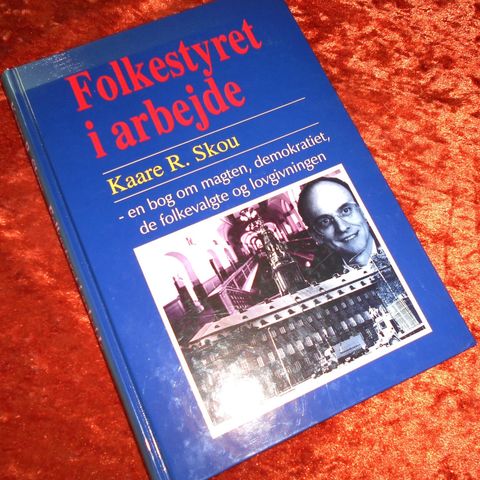 Folkestyret
i arbejde
Kaare R. Skou
- en bog om magten, demokratiet,
de folkevalgte og lovgivningen